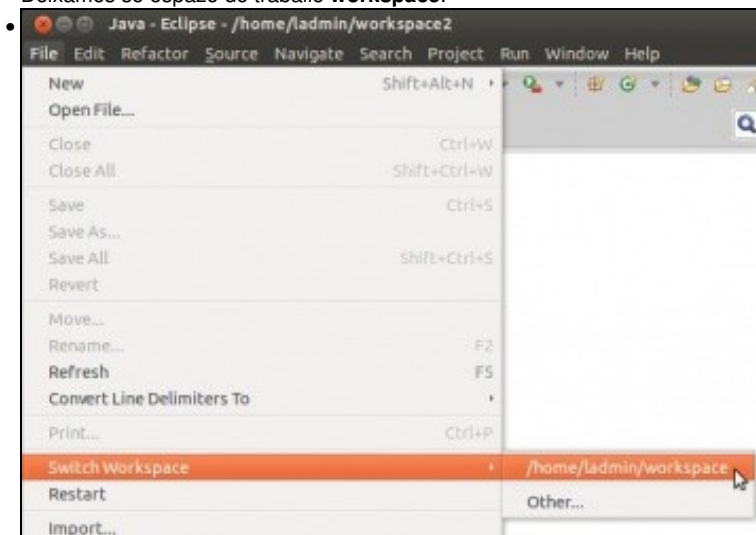 Deixamos só espazo de traballo workspace.
Java - Eclipse - /home/ladmin/workspace2
File Edit Refactor Source Navigate Search Project Run Window Help
New Shift+Alt+N
Open File...
Close Ctrl+W
Close All Shift+Ctrl+W
Save Ctrl+S
Save As...
Save All Shift+Ctrl+S
Revert
Move...
Rename... F2
Refresh F5
Convert Line Delimiters To
Print... Ctrl+P
Switch Workspace /home/ladmin/workspace
Restart Other...
Import...